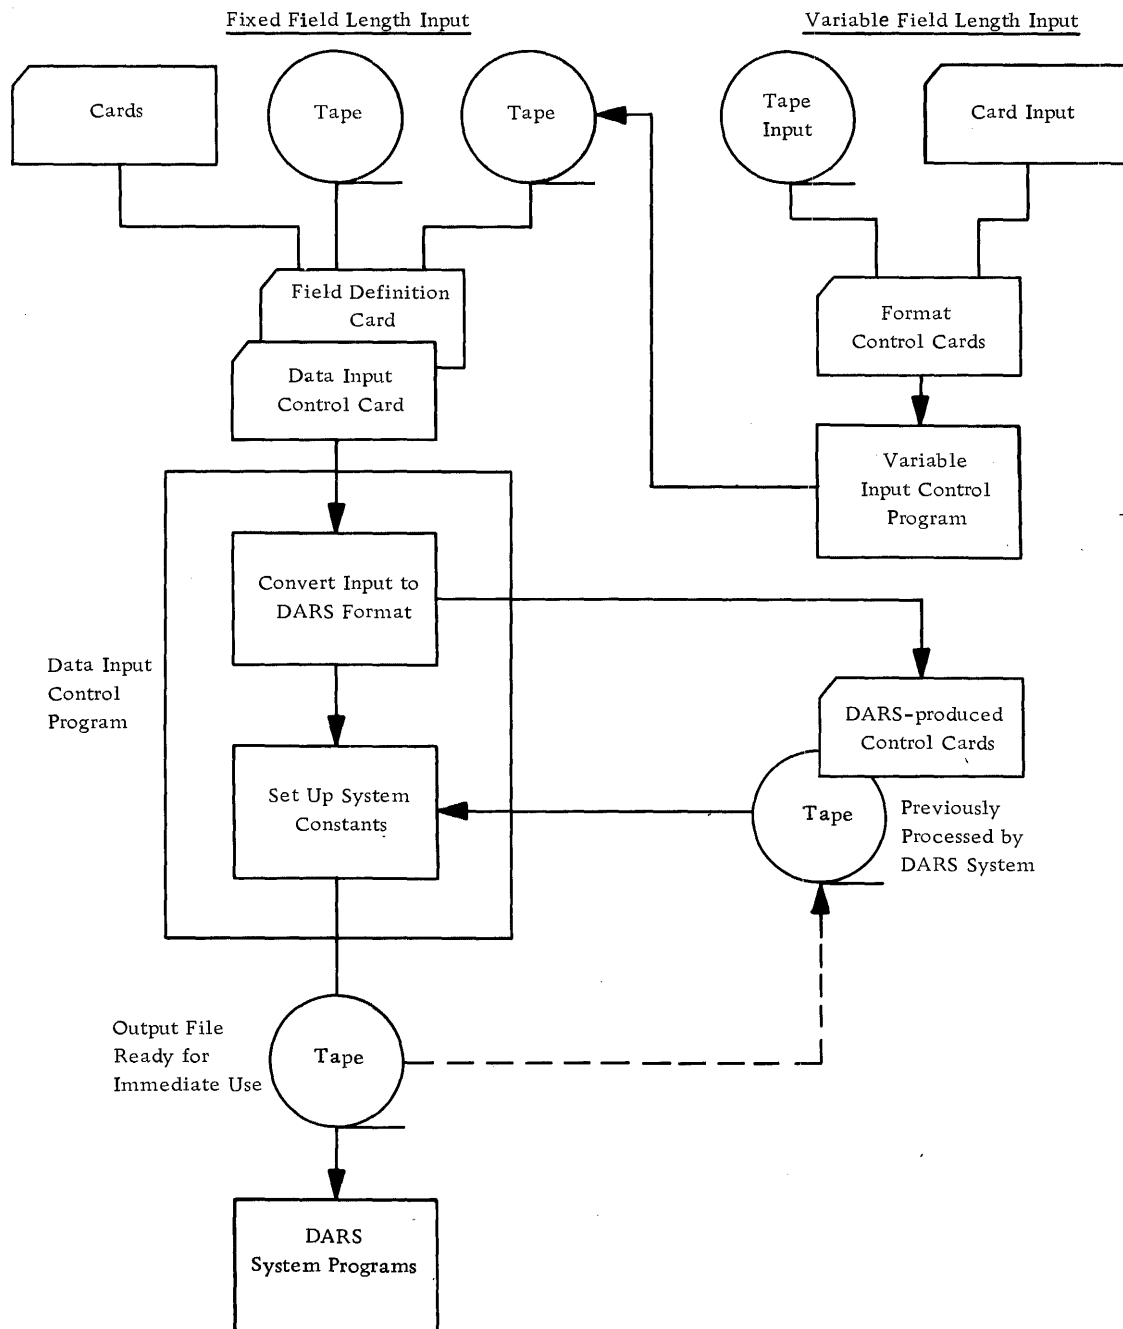 Fixed Field Length Input
Variable Field Length Input
Cards
Tape
Tape
Tape
Input
Card Input
Field Definition
Card
Data Input
Control Card
Format
Control Cards
Variable
Input Control
Program
Convert Input to
DARS Format
Data Input
Control
Program
DARS-produced
Control Cards
Set Up System
Constants
Tape
Previously
Processed by
DARS System
Output File
Ready for
Immediate Use
Tape
DARS
System Programs